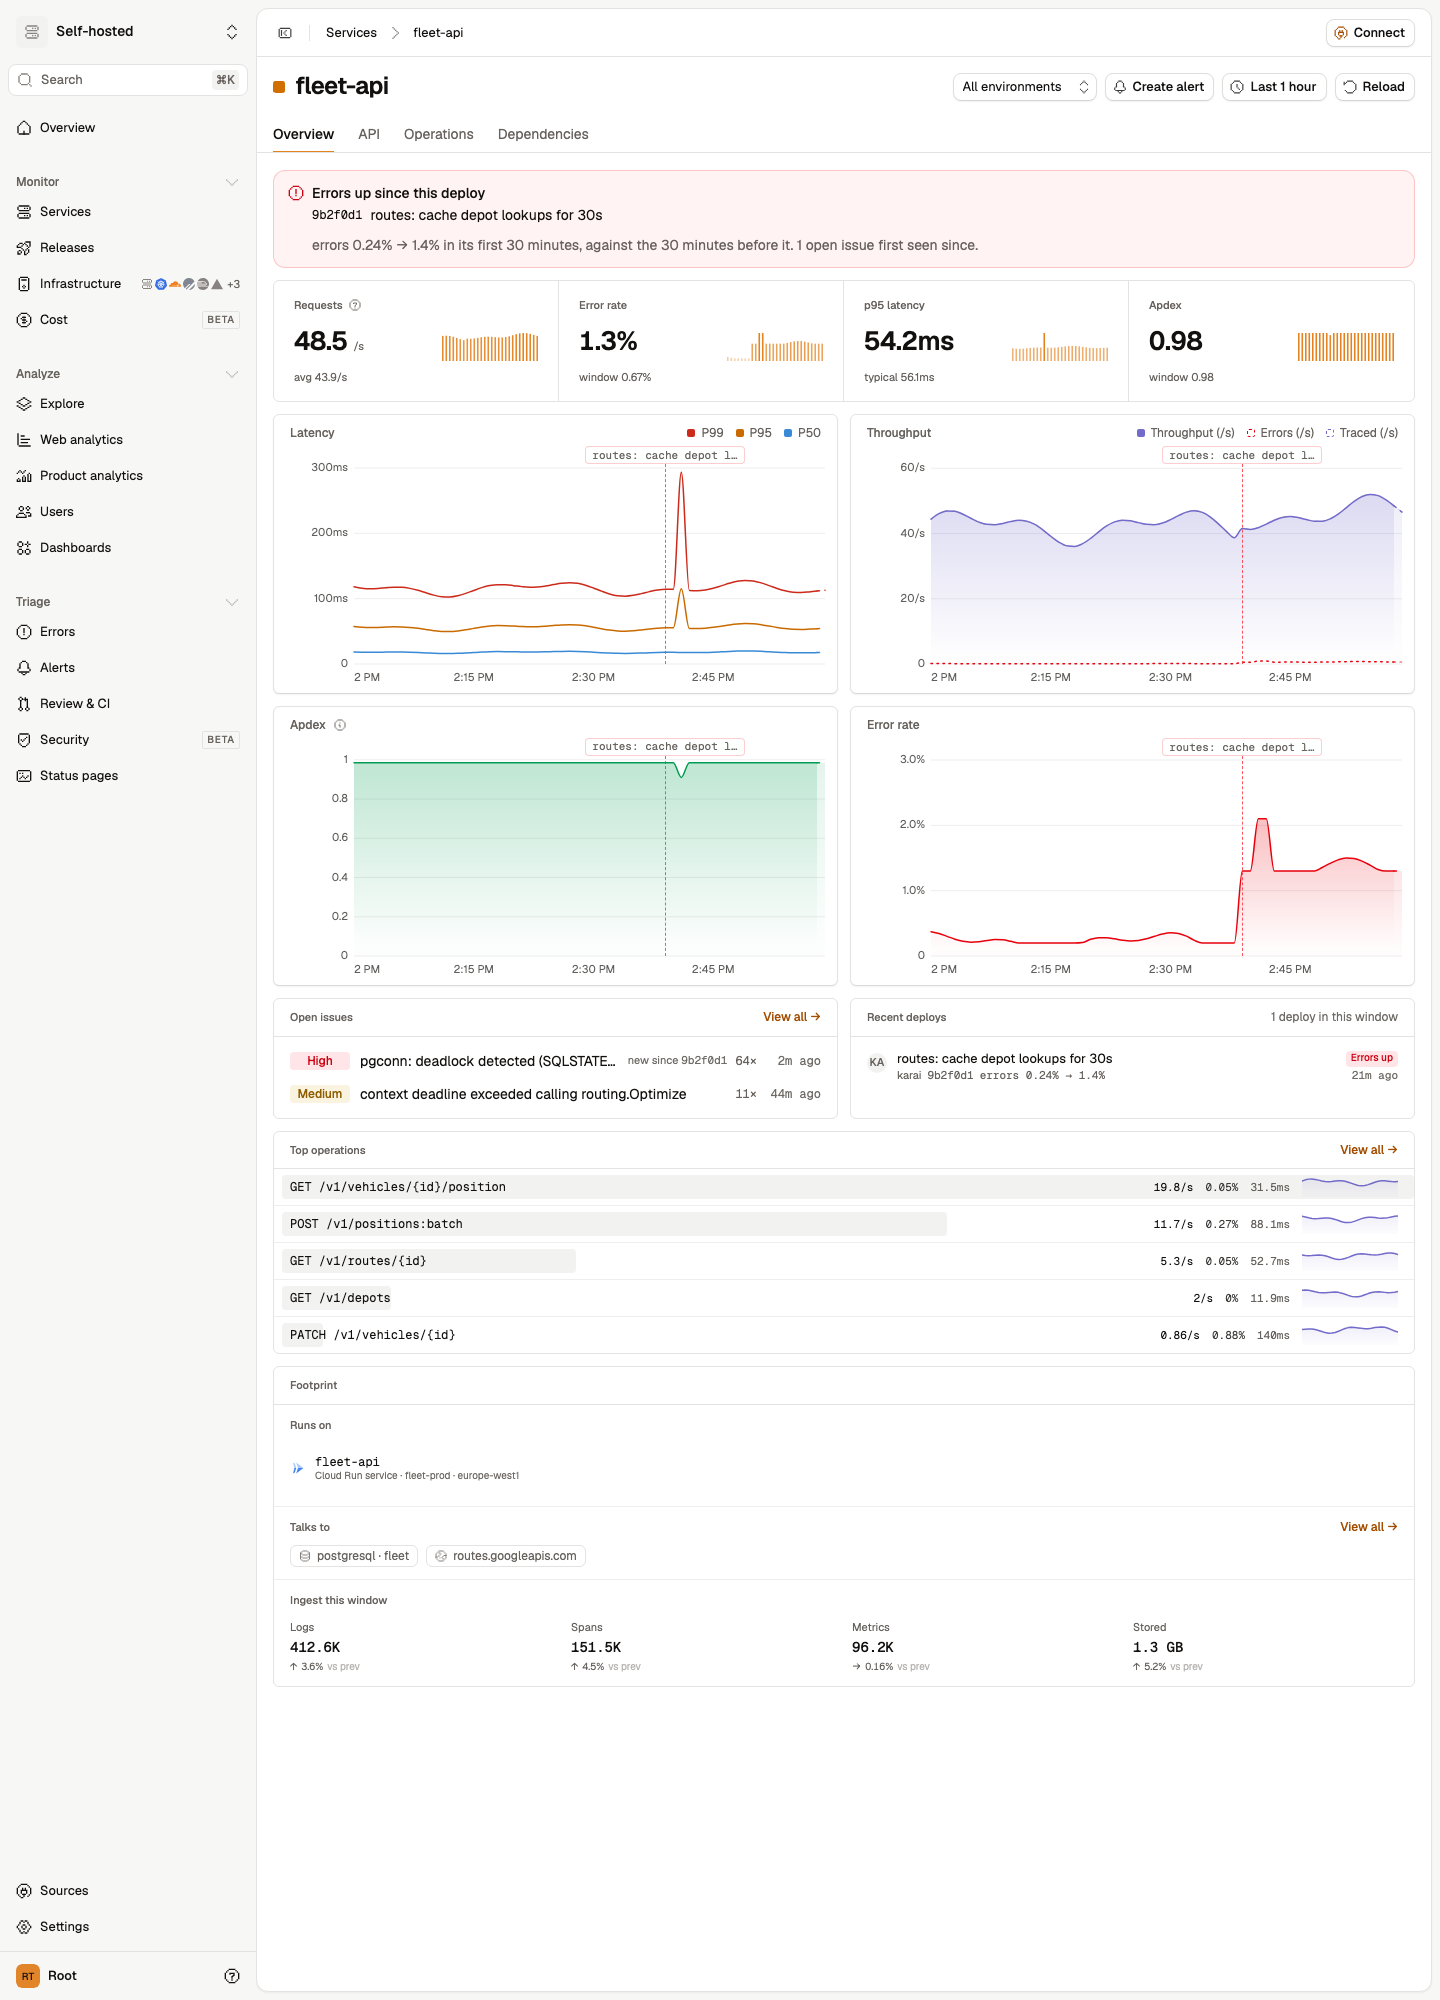 Self-hosted
Search ⌘K
Overview
Monitor
Services
Releases
Infrastructure +3
Cost BETA
Analyze
Explore
Web analytics
Product analytics
Users
Dashboards
Triage
Errors
Alerts
Review & CI
Security BETA
Status pages
Sources
Settings
RT Root
Services fleet-api
Connect
fleet-api
All environments
Create alert
Last 1 hour
Reload
Overview API Operations Dependencies
Errors up since this deploy
9b2f0d1 routes: cache depot lookups for 30s
errors 0.24% → 1.4% in its first 30 minutes, against the 30 minutes before it. 1 open issue first seen since.
Requests
48.5 /s
avg 43.9/s
Error rate
1.3%
window 0.67%
p95 latency
54.2ms
typical 56.1ms
Apdex
0.98
window 0.98
Latency P99 P95 P50
routes: cache depot l…
300ms
200ms
100ms
0
2 PM 2:15 PM 2:30 PM 2:45 PM
Throughput Throughput (/s) Errors (/s) Traced (/s)
routes: cache depot l…
60/s
40/s
20/s
0
2 PM 2:15 PM 2:30 PM 2:45 PM
Apdex
routes: cache depot l…
1
0.8
0.6
0.4
0.2
0
2 PM 2:15 PM 2:30 PM 2:45 PM
Error rate
routes: cache depot l…
3.0%
2.0%
1.0%
0
2 PM 2:15 PM 2:30 PM 2:45 PM
Open issues View all →
High pgconn: deadlock detected (SQLSTATE… new since 9b2f0d1 64× 2m ago
Medium context deadline exceeded calling routing.Optimize 11× 44m ago
Recent deploys 1 deploy in this window
KA routes: cache depot lookups for 30s Errors up
karai 9b2f0d1 errors 0.24% → 1.4% 21m ago
Top operations View all →
GET /v1/vehicles/{id}/position 19.8/s 0.05% 31.5ms
POST /v1/positions:batch 11.7/s 0.27% 88.1ms
GET /v1/routes/{id} 5.3/s 0.05% 52.7ms
GET /v1/depots 2/s 0% 11.9ms
PATCH /v1/vehicles/{id} 0.86/s 0.88% 140ms
Footprint
Runs on
fleet-api
Cloud Run service · fleet-prod · europe-west1
Talks to View all →
postgresql · fleet routes.googleapis.com
Ingest this window
Logs Spans Metrics Stored
412.6K 151.5K 96.2K 1.3 GB
↑ 3.6% vs prev ↑ 4.5% vs prev → 0.16% vs prev ↑ 5.2% vs prev